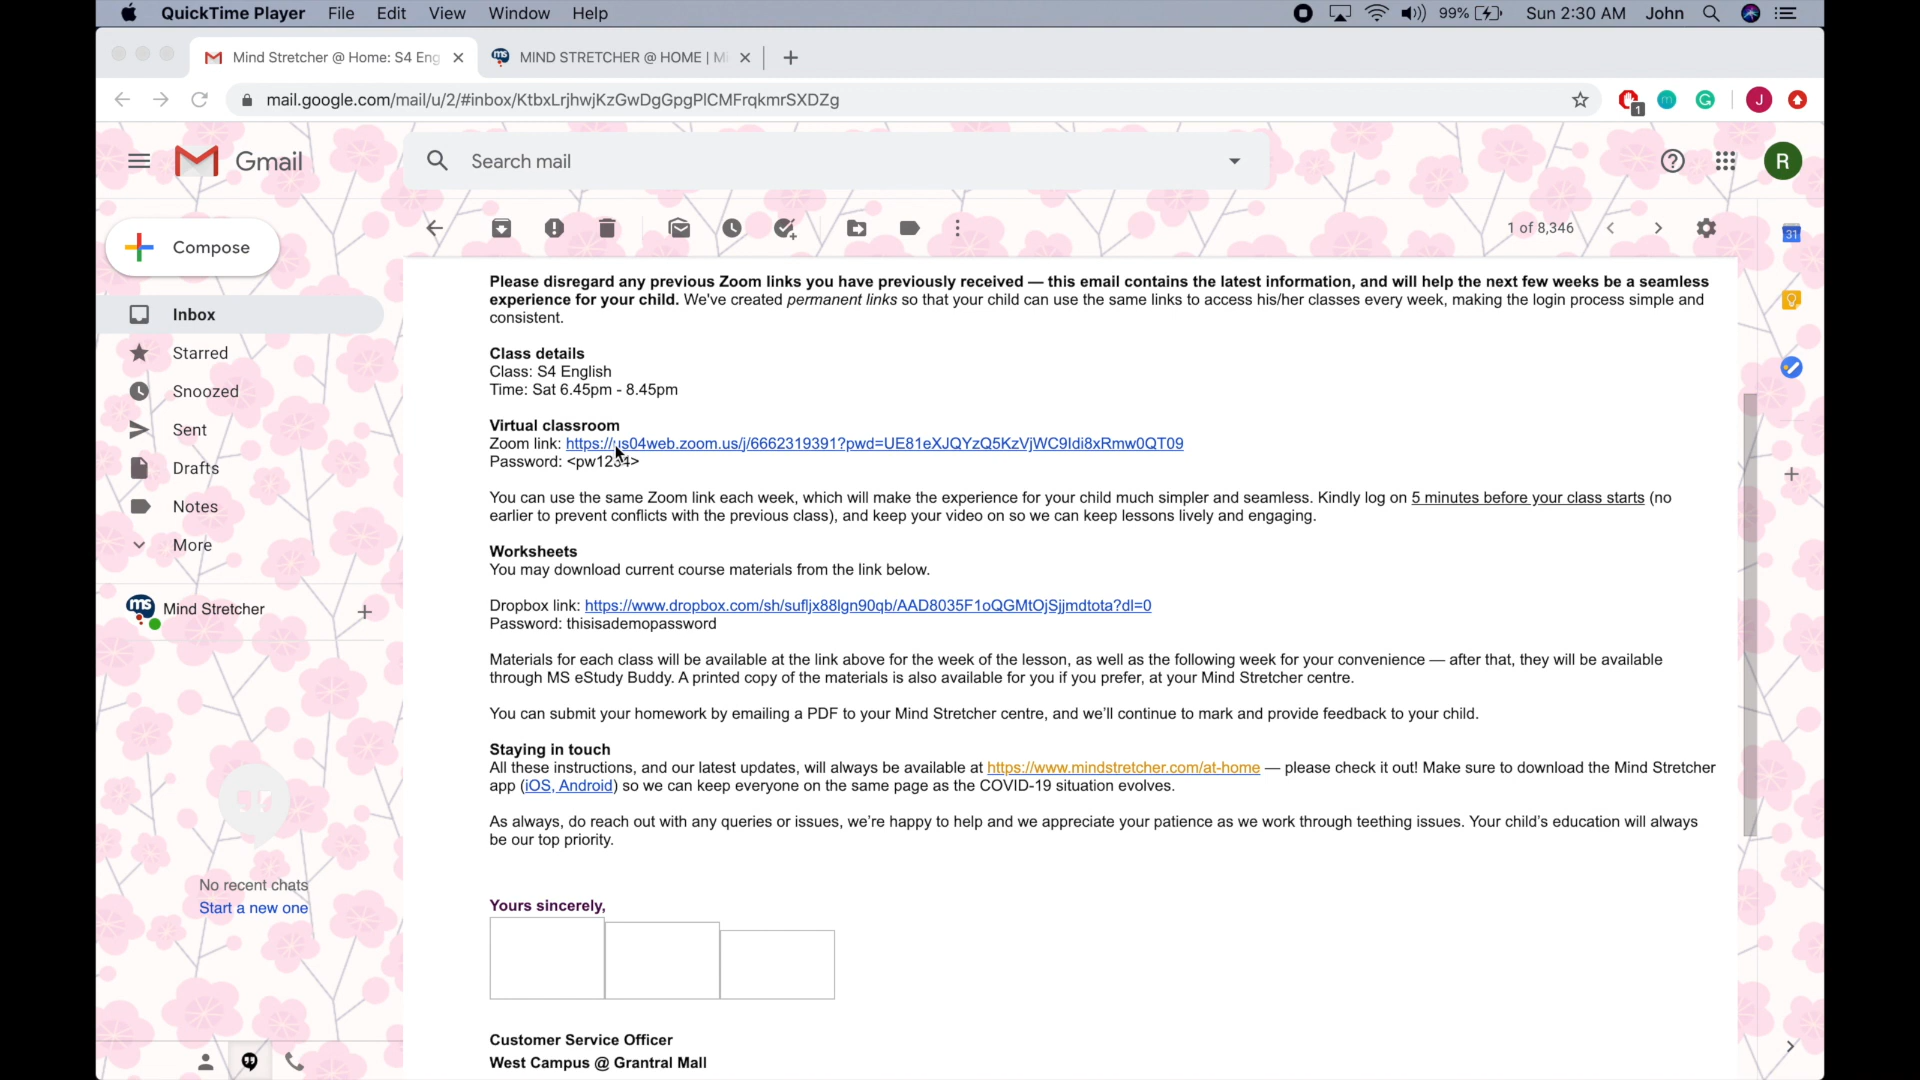 QuickTime Player File Edit View Window Help 99% Sun 2:30 AM John
Mind Stretcher @ Home: S4 Eng MIND STRETCHER @ HOME | M
mail.google.com/mail/u/2/#inbox/KtbxLrjhwjKzGwDgGpgPlCMFrqkmrSXDZg 1 m J
Gmail Search mail R
Compose 1 of 8,346 31
Inbox
Starred
Snoozed
Sent
Drafts
Notes
More
ms Mind Stretcher
No recent chats
Start a new one
Please disregard any previous Zoom links you have previously received — this email contains the latest information, and will help the next few weeks be a seamless
experience for your child. We've created permanent links so that your child can use the same links to access his/her classes every week, making the login process simple and
consistent.
Class details
Class: S4 English
Time: Sat 6.45pm - 8.45pm
Virtual classroom
Zoom link: https://us04web.zoom.us/j/6662319391?pwd=UE81eXJQYzQ5KzVjWC9Idi8xRmw0QT09
Password: <pw1234>
You can use the same Zoom link each week, which will make the experience for your child much simpler and seamless. Kindly log on 5 minutes before your class starts (no
earlier to prevent conflicts with the previous class), and keep your video on so we can keep lessons lively and engaging.
Worksheets
You may download current course materials from the link below.
Dropbox link: https://www.dropbox.com/sh/sufljx88lgn90qb/AAD8035F1oQGMtOjSjjmdtota?dl=0
Password: thisisademopassword
Materials for each class will be available at the link above for the week of the lesson, as well as the following week for your convenience — after that, they will be available
through MS eStudy Buddy. A printed copy of the materials is also available for you if you prefer, at your Mind Stretcher centre.
You can submit your homework by emailing a PDF to your Mind Stretcher centre, and we'll continue to mark and provide feedback to your child.
Staying in touch
All these instructions, and our latest updates, will always be available at https://www.mindstretcher.com/at-home — please check it out! Make sure to download the Mind Stretcher
app (iOS, Android) so we can keep everyone on the same page as the COVID-19 situation evolves.
As always, do reach out with any queries or issues, we're happy to help and we appreciate your patience as we work through teething issues. Your child's education will always
be our top priority.
Yours sincerely,
Customer Service Officer
West Campus @ Grantral Mall